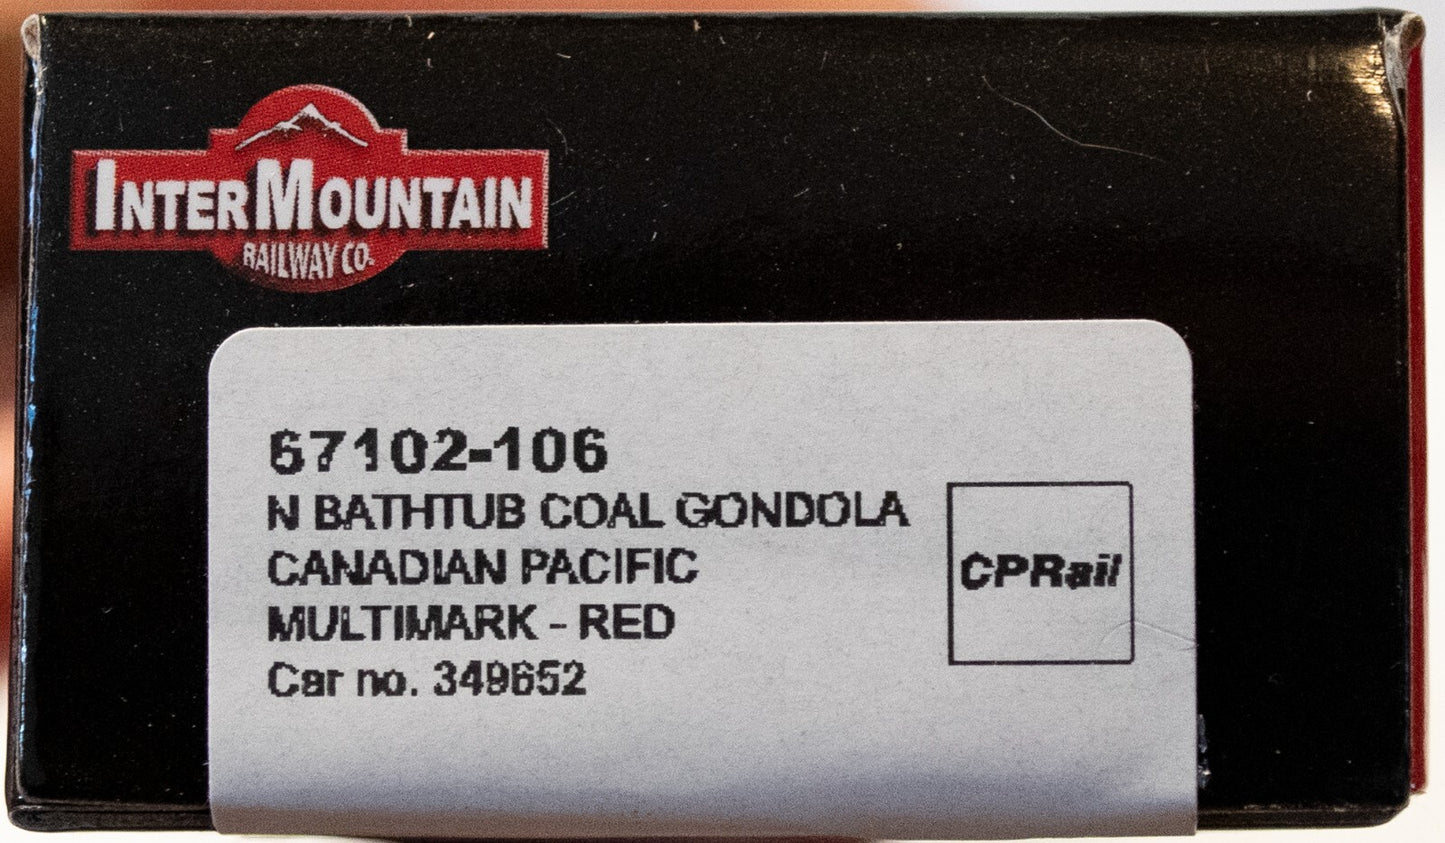 INTERMOUNTAIN
RAILWAY CO.
67102-106
N BATHTUB COAL GONDOLA
CANADIAN PACIFIC
MULTIMARK - RED
Car no. 349652
CPRail